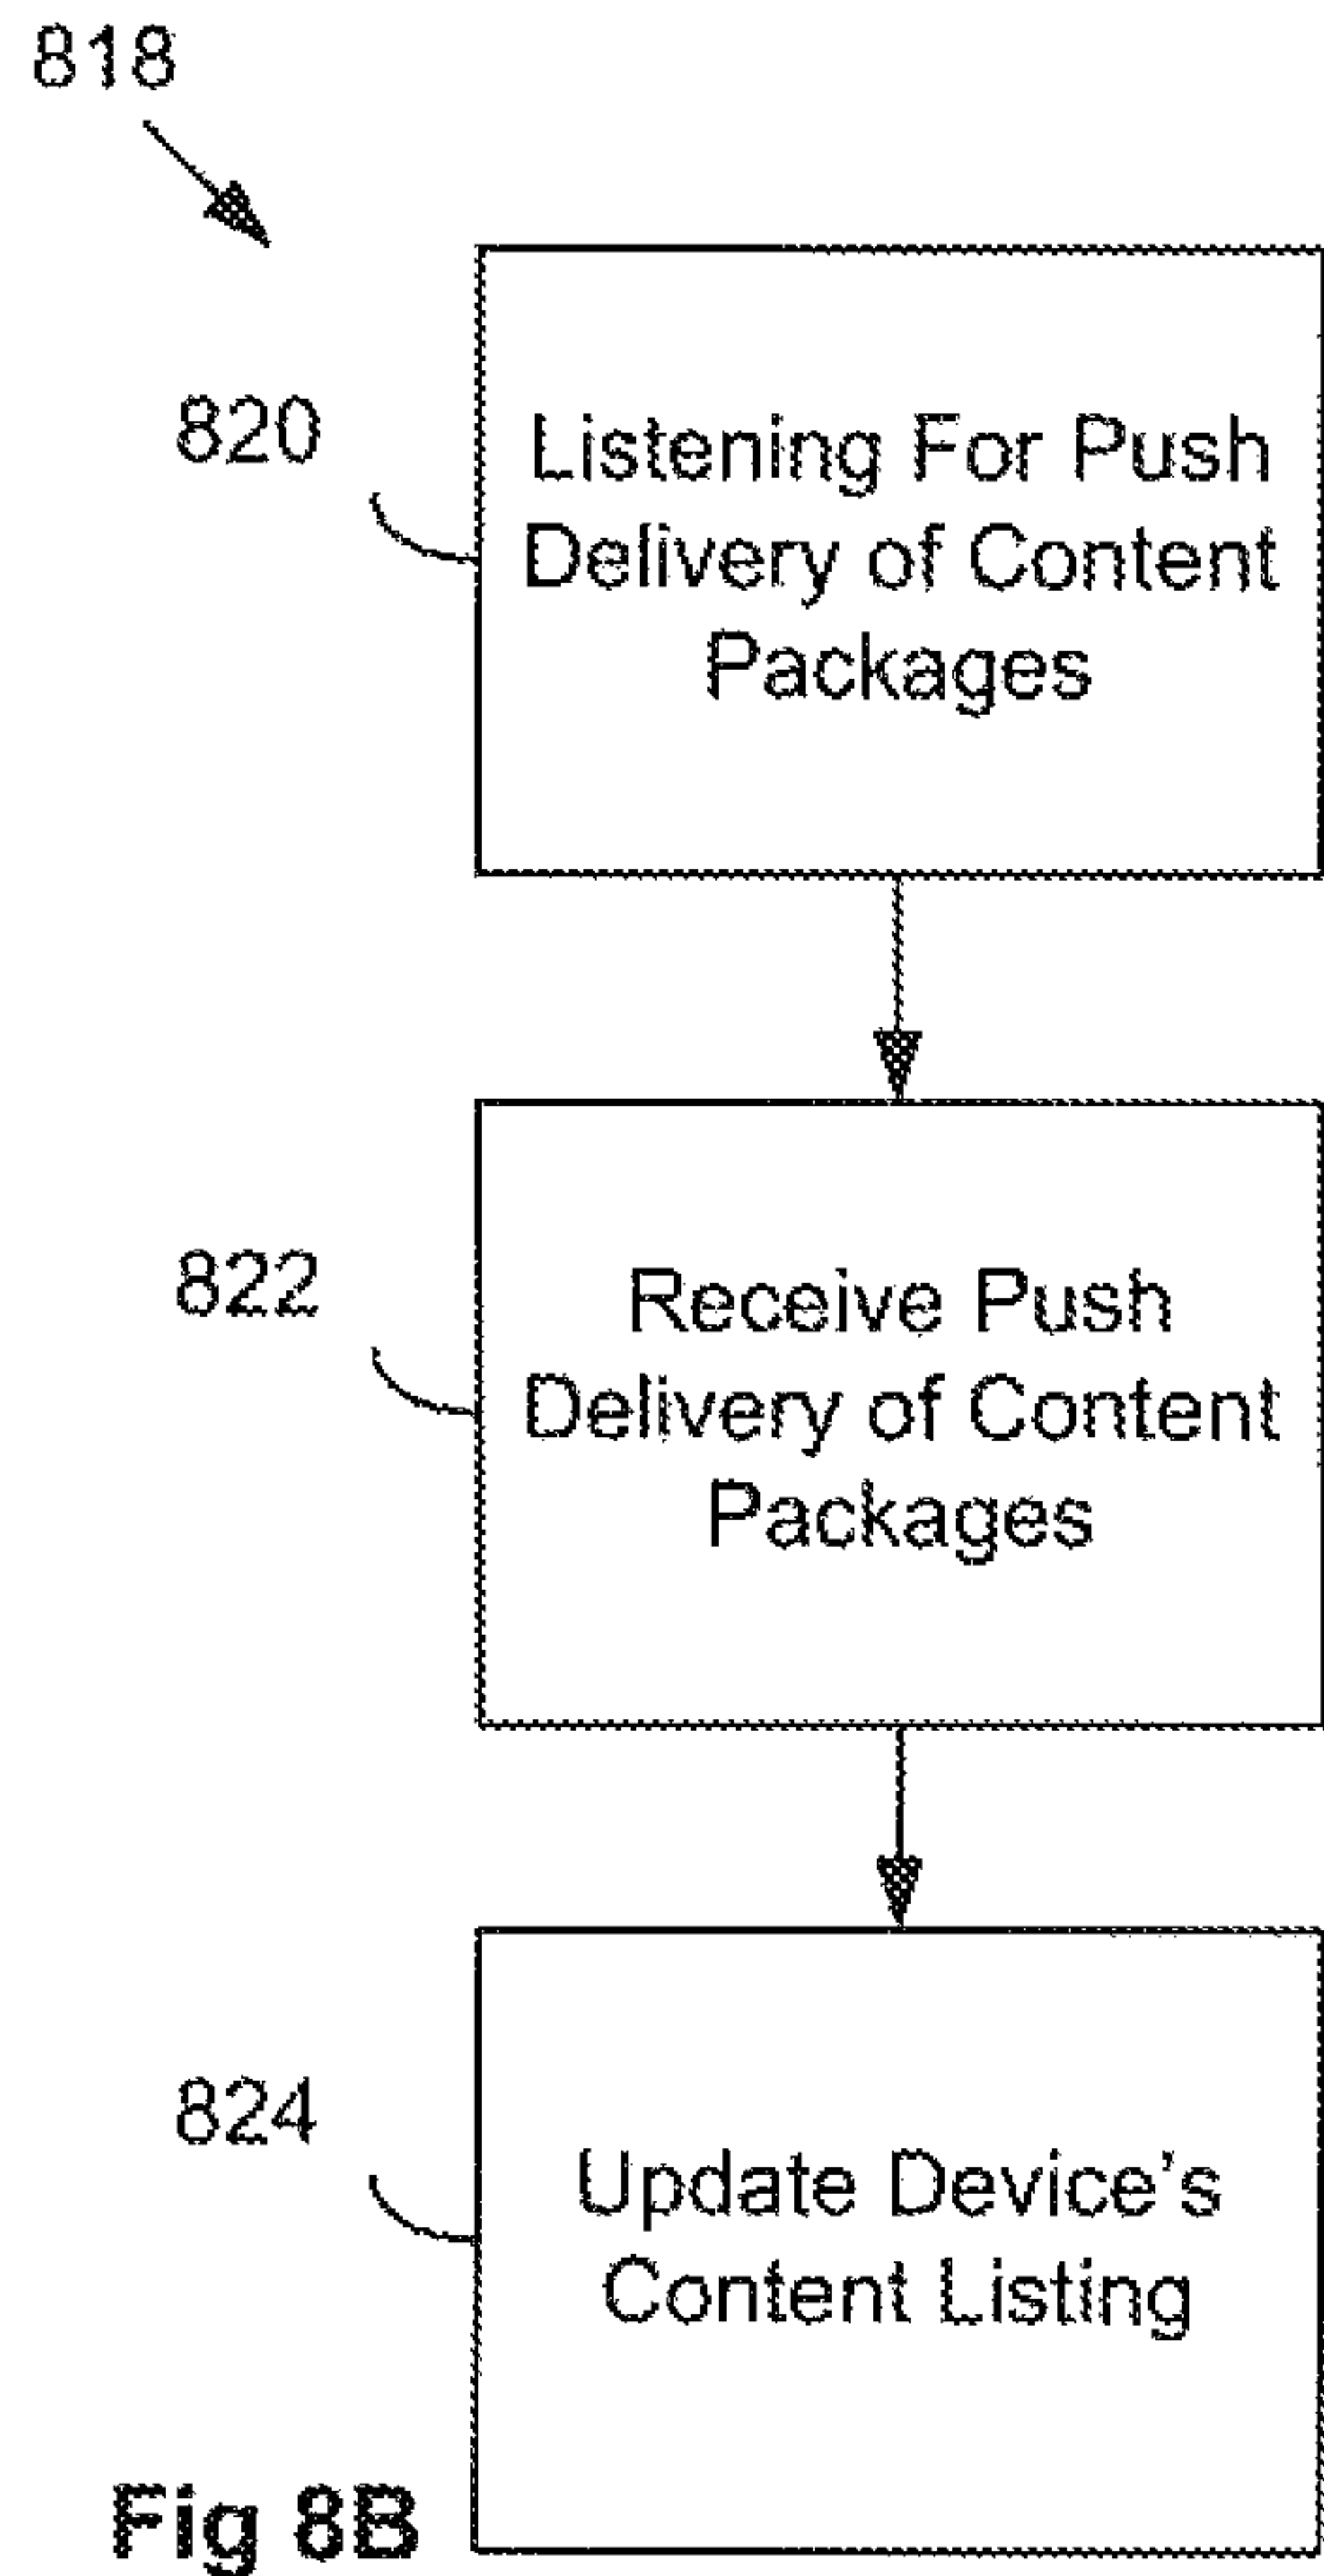 818
820
Listening For Push
Delivery of Content
Packages
822
Receive Push
Delivery of Content
Packages
824
Update Device's
Content Listing
Fig 8B